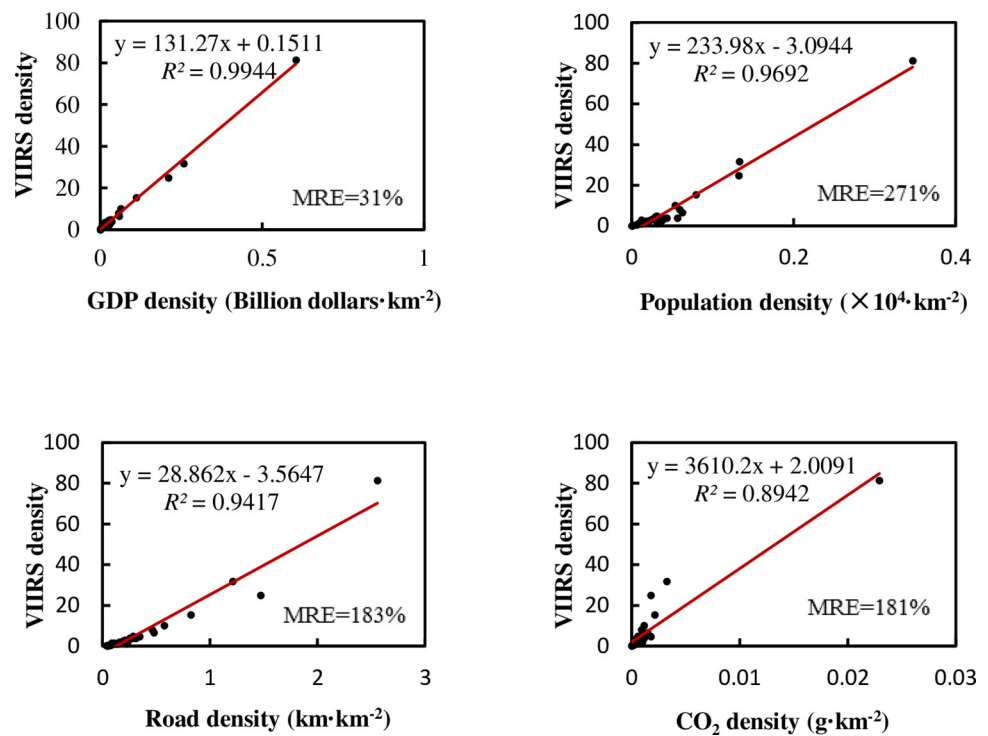 VIIRS density
100
80
60
40
20
0
y = 131.27x + 0.1511
R² = 0.9944
MRE=31%
0 0.5 1
GDP density (Billion dollars·km⁻²)
VIIRS density
100
80
60
40
20
0
y = 233.98x - 3.0944
R² = 0.9692
MRE=271%
0 0.2 0.4
Population density (×10⁴·km⁻²)
VIIRS density
100
80
60
40
20
0
y = 28.862x - 3.5647
R² = 0.9417
MRE=183%
0 1 2 3
Road density (km·km⁻²)
VIIRS density
100
80
60
40
20
0
y = 3610.2x + 2.0091
R² = 0.8942
MRE=181%
0 0.01 0.02 0.03
CO₂ density (g·km⁻²)